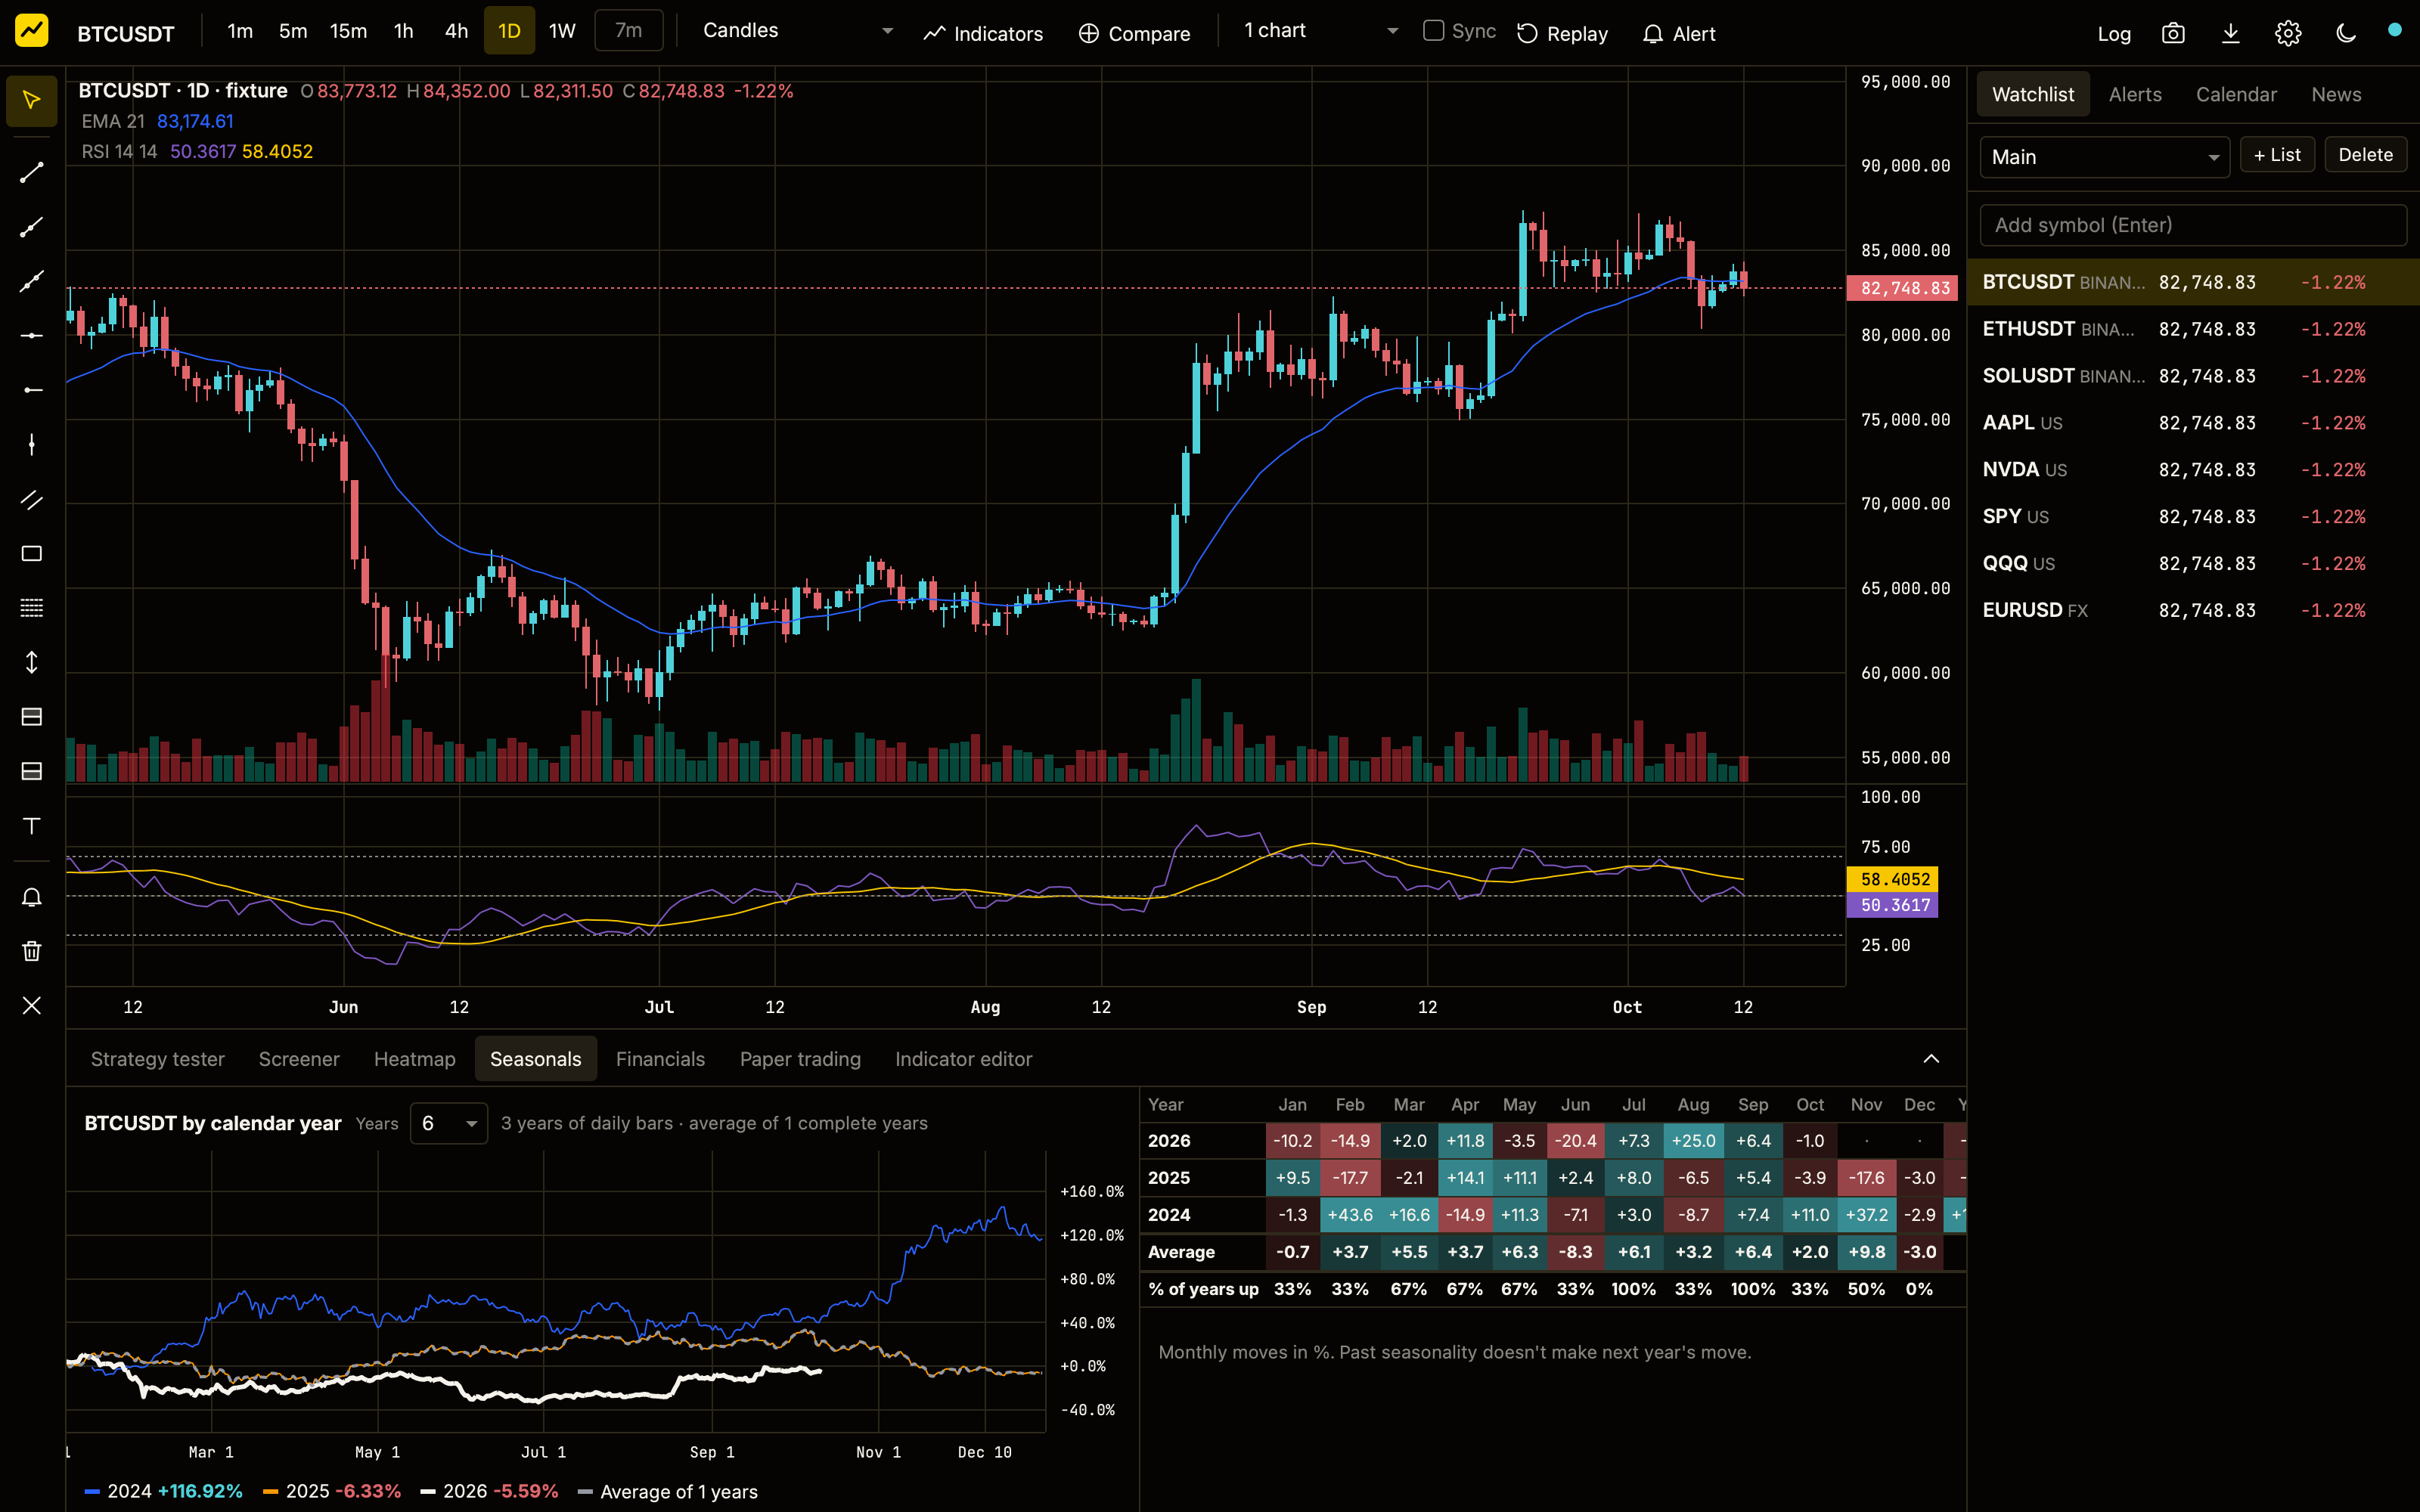 BTCUSDT 1m 5m 15m 1h 4h 1D 1W 7m Candles Indicators Compare 1 chart Sync Replay Alert Log
BTCUSDT · 1D · fixture O 83,773.12 H 84,352.00 L 82,311.50 C 82,748.83 -1.22%
EMA 21 83,174.61
RSI 14 14 50.3617 58.4052
95,000.00
90,000.00
85,000.00
82,748.83
80,000.00
75,000.00
70,000.00
65,000.00
60,000.00
55,000.00
100.00
75.00
58.4052
50.3617
25.00
12 Jun 12 Jul 12 Aug 12 Sep 12 Oct 12
Watchlist Alerts Calendar News
Main + List Delete
Add symbol (Enter)
BTCUSDT BINAN... 82,748.83 -1.22%
ETHUSDT BINA... 82,748.83 -1.22%
SOLUSDT BINAN... 82,748.83 -1.22%
AAPL US 82,748.83 -1.22%
NVDA US 82,748.83 -1.22%
SPY US 82,748.83 -1.22%
QQQ US 82,748.83 -1.22%
EURUSD FX 82,748.83 -1.22%
Strategy tester Screener Heatmap Seasonals Financials Paper trading Indicator editor
BTCUSDT by calendar year Years 6 3 years of daily bars · average of 1 complete years
+160.0%
+120.0%
+80.0%
+40.0%
+0.0%
-40.0%
Mar 1 May 1 Jul 1 Sep 1 Nov 1 Dec 10
2024 +116.92% 2025 -6.33% 2026 -5.59% Average of 1 years
Year Jan Feb Mar Apr May Jun Jul Aug Sep Oct Nov Dec
2026 -10.2 -14.9 +2.0 +11.8 -3.5 -20.4 +7.3 +25.0 +6.4 -1.0 · ·
2025 +9.5 -17.7 -2.1 +14.1 +11.1 +2.4 +8.0 -6.5 +5.4 -3.9 -17.6 -3.0
2024 -1.3 +43.6 +16.6 -14.9 +11.3 -7.1 +3.0 -8.7 +7.4 +11.0 +37.2 -2.9
Average -0.7 +3.7 +5.5 +3.7 +6.3 -8.3 +6.1 +3.2 +6.4 +2.0 +9.8 -3.0
% of years up 33% 33% 67% 67% 67% 33% 100% 33% 100% 33% 50% 0%
Monthly moves in %. Past seasonality doesn't make next year's move.